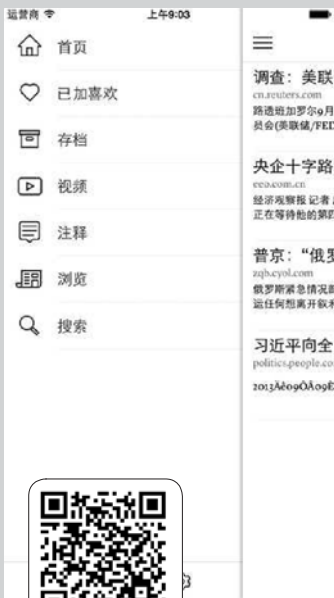 运营商
上午9:03
首页
已加喜欢
存档
视频
注释
浏览
搜索
调查：美联
cn.reuters.com
路透班加罗尔9月
员会(美联储/FED
央企十字路
eeo.com.cn
经济观察报 记者
正在等待他的第四
普京：“俄罗
zqb.cyol.com
俄罗斯紧急情况部
运任何想离开叙利
习近平向全
politics.people.co